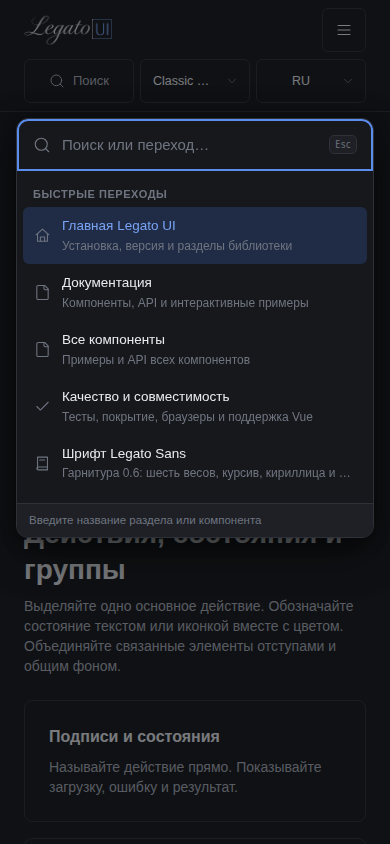 Legato UI
Поиск
Classic ...
RU
Поиск или переход...
Esc
БЫСТРЫЕ ПЕРЕХОДЫ
Главная Legato UI
Установка, версия и разделы библиотеки
Документация
Компоненты, API и интерактивные примеры
Все компоненты
Примеры и API всех компонентов
Качество и совместимость
Тесты, покрытие, браузеры и поддержка Vue
Шрифт Legato Sans
Гарнитура 0.6: шесть весов, курсив, кириллица и ...
Введите название раздела или компонента
Действия, состояния и
группы
Выделяйте одно основное действие. Обозначайте
состояние текстом или иконкой вместе с цветом.
Объединяйте связанные элементы отступами и
общим фоном.
Подписи и состояния
Называйте действие прямо. Показывайте
загрузку, ошибку и результат.